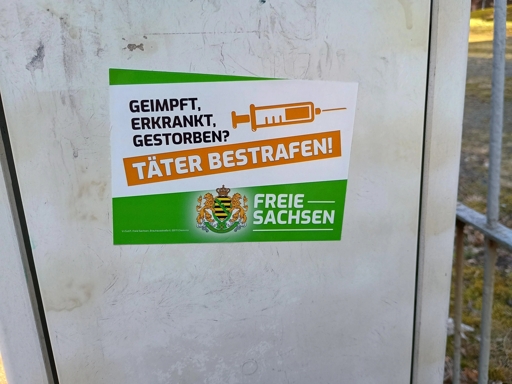 GEIMPFT,
ERKRANKT,
GESTORBEN?
TÄTER BESTRAFEN!
FREIE
SACHSEN